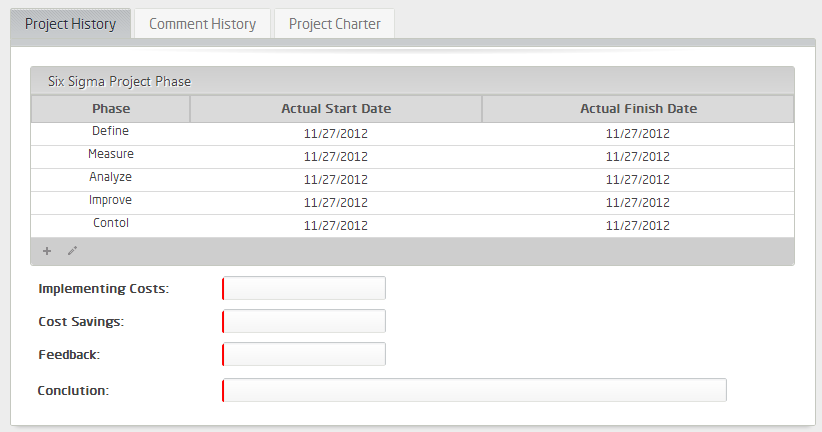 Project History Comment History Project Charter
Six Sigma Project Phase
Phase Actual Start Date Actual Finish Date
Define 11/27/2012 11/27/2012
Measure 11/27/2012 11/27/2012
Analyze 11/27/2012 11/27/2012
Improve 11/27/2012 11/27/2012
Contol 11/27/2012 11/27/2012
Implementing Costs:
Cost Savings:
Feedback:
Conclution: